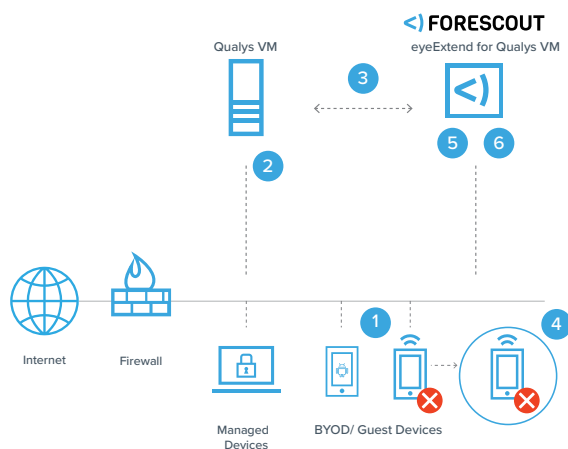 FORESCOUT
Qualys VM
eyeExtend for Qualys VM
3
5
6
2
1
4
Internet
Firewall
Managed
Devices
BYOD/ Guest Devices